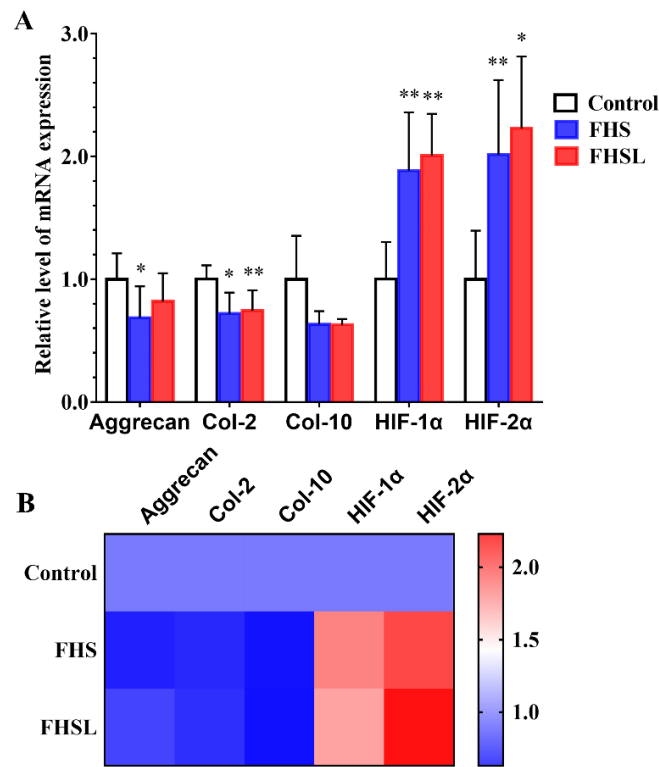 A
Relative level of mRNA expression
3.0
2.0
1.0
0.0
* * ** ** ** ** *
Control
FHS
FHSL
Aggrecan Col-2 Col-10 HIF-1α HIF-2α
B
Aggrecan Col-2 Col-10 HIF-1α HIF-2α
Control
FHS
FHSL
2.0
1.5
1.0